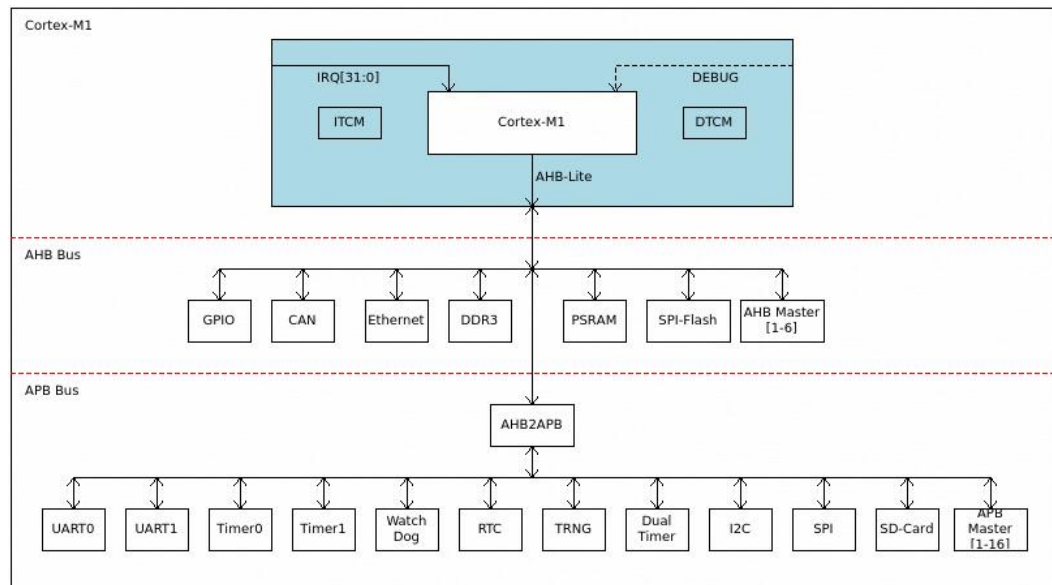 Cortex-M1
IRQ[31:0]
DEBUG
ITCM
Cortex-M1
DTCM
AHB-Lite
AHB Bus
GPIO
CAN
Ethernet
DDR3
PSRAM
SPI-Flash
AHB Master
[1-6]
APB Bus
AHB2APB
UART0
UART1
Timer0
Timer1
Watch
Dog
RTC
TRNG
Dual
Timer
I2C
SPI
SD-Card
APB
Master
[1-16]